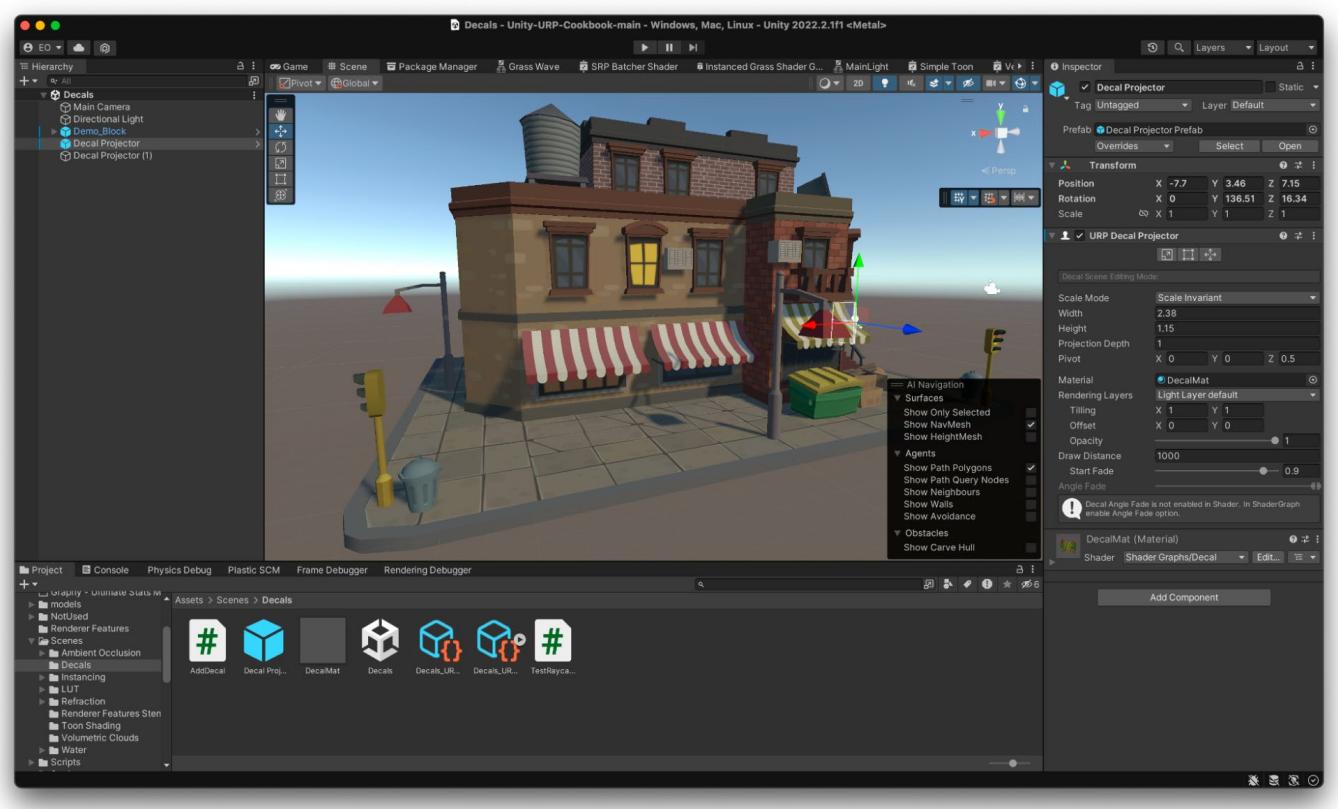 Decals - Unity-URP-Cookbook-main - Windows, Mac, Linux - Unity 2022.2.1f1 <Metal>
EO
Layers
Layout
Hierarchy
All
Decals
Main Camera
Directional Light
Demo_Block
Decal Projector
Decal Projector (1)
Game
Scene
Package Manager
Grass Wave
SRP Batcher Shader
Instanced Grass Shader G...
MainLight
Simple Toon
Pivot
Global
2D
y
x
Persp
AI Navigation
Surfaces
Show Only Selected
Show NavMesh
Show HeightMesh
Agents
Show Path Polygons
Show Path Query Nodes
Show Neighbours
Show Walls
Show Avoidance
Obstacles
Show Carve Hull
Inspector
Decal Projector
Static
Tag Untagged
Layer Default
Prefab Decal Projector Prefab
Overrides
Select
Open
Transform
Position X -7.7 Y 3.46 Z 7.15
Rotation X 0 Y 136.51 Z 16.34
Scale X 1 Y 1 Z 1
URP Decal Projector
Decal Scene Editing Mode:
Scale Mode Scale Invariant
Width 2.38
Height 1.15
Projection Depth 1
Pivot X 0 Y 0 Z 0.5
Material DecalMat
Rendering Layers Light Layer default
Tilling X 1 Y 1
Offset X 0 Y 0
Opacity 1
Draw Distance 1000
Start Fade 0.9
Angle Fade
Decal Angle Fade is not enabled in Shader. In ShaderGraph
enable Angle Fade option.
DecalMat (Material)
Shader Shader Graphs/Decal Edit...
Add Component
Project
Console
Physics Debug
Plastic SCM
Frame Debugger
Rendering Debugger
6
Graphy - Ultimate Stats M
models
NotUsed
Renderer Features
Scenes
Ambient Occlusion
Decals
Instancing
LUT
Refraction
Renderer Features Sten
Toon Shading
Volumetric Clouds
Water
Scripts
Assets > Scenes > Decals
AddDecal
Decal Proj...
DecalMat
Decals
Decals_UR...
Decals_UR...
TestRayca...